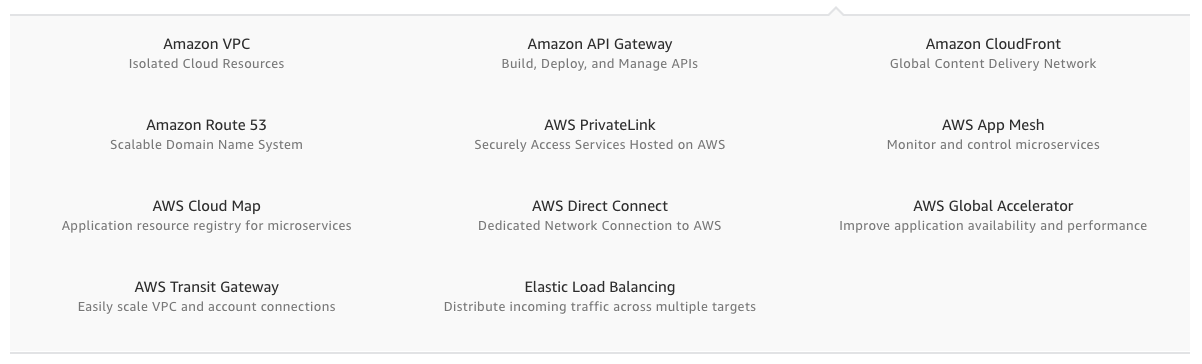 Amazon VPC
Isolated Cloud Resources
Amazon API Gateway
Build, Deploy, and Manage APIs
Amazon CloudFront
Global Content Delivery Network
Amazon Route 53
Scalable Domain Name System
AWS PrivateLink
Securely Access Services Hosted on AWS
AWS App Mesh
Monitor and control microservices
AWS Cloud Map
Application resource registry for microservices
AWS Direct Connect
Dedicated Network Connection to AWS
AWS Global Accelerator
Improve application availability and performance
AWS Transit Gateway
Easily scale VPC and account connections
Elastic Load Balancing
Distribute incoming traffic across multiple targets